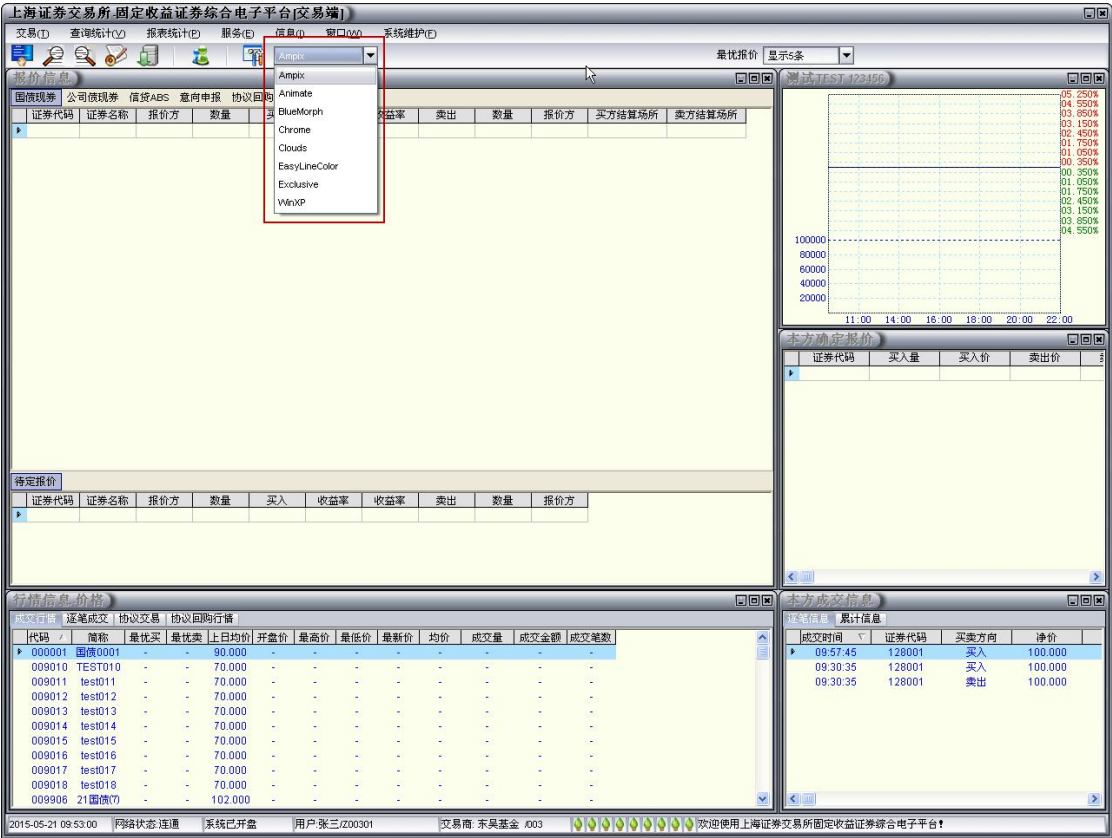 上海证券交易所.固定收益证券综合电子平台[交易端]
交易(T) 查询统计(V) 报表统计(P) 服务(E) 信息(I) 窗口(W) 系统维护(F)
Ampix 最优报价 显示5条
Ampix
Animate
BlueMorph
Chrome
Clouds
EasyLineColor
Exclusive
WinXP
报价信息
国债现券 公司债现券 信贷ABS 意向申报 协议回购
证券代码 证券名称 报价方 数量 买 收益率 卖出 数量 报价方 买方结算场所 卖方结算场所
待定报价
证券代码 证券名称 报价方 数量 买入 收益率 收益率 卖出 数量 报价方
测试TEST 123456
05.250%
04.550%
03.850%
03.150%
02.450%
01.750%
01.050%
00.350%
00.350%
01.050%
01.750%
02.450%
03.150%
03.850%
04.550%
100000
80000
60000
40000
20000
11:00 14:00 16:00 18:00 20:00 22:00
本方确定报价
证券代码 买入量 买入价 卖出价
行情信息.价格
成交行情 逐笔成交 协议交易 协议回购行情
代码 简称 最优买 最优卖 上日均价 开盘价 最高价 最低价 最新价 均价 成交量 成交金额 成交笔数
000001 国债0001 - - 90.000 - - - - - - - -
009010 TEST010 - - 70.000 - - - - - - - -
009011 test011 - - 70.000 - - - - - - - -
009012 test012 - - 70.000 - - - - - - - -
009013 test013 - - 70.000 - - - - - - - -
009014 test014 - - 70.000 - - - - - - - -
009015 test015 - - 70.000 - - - - - - - -
009016 test016 - - 70.000 - - - - - - - -
009017 test017 - - 70.000 - - - - - - - -
009018 test018 - - 70.000 - - - - - - - -
009906 21国债(7) - - 102.000 - - - - - - - -
本方成交信息
逐笔信息 累计信息
成交时间 证券代码 买卖方向 净价
09:57:45 128001 买入 100.000
09:30:35 128001 买入 100.000
09:30:35 128001 卖出 100.000
2015-05-21 09:53:00 网络状态:连通 系统已开盘 用户:张三/Z00301 交易商: 东吴基金 /003 欢迎使用上海证券交易所固定收益证券综合电子平台!